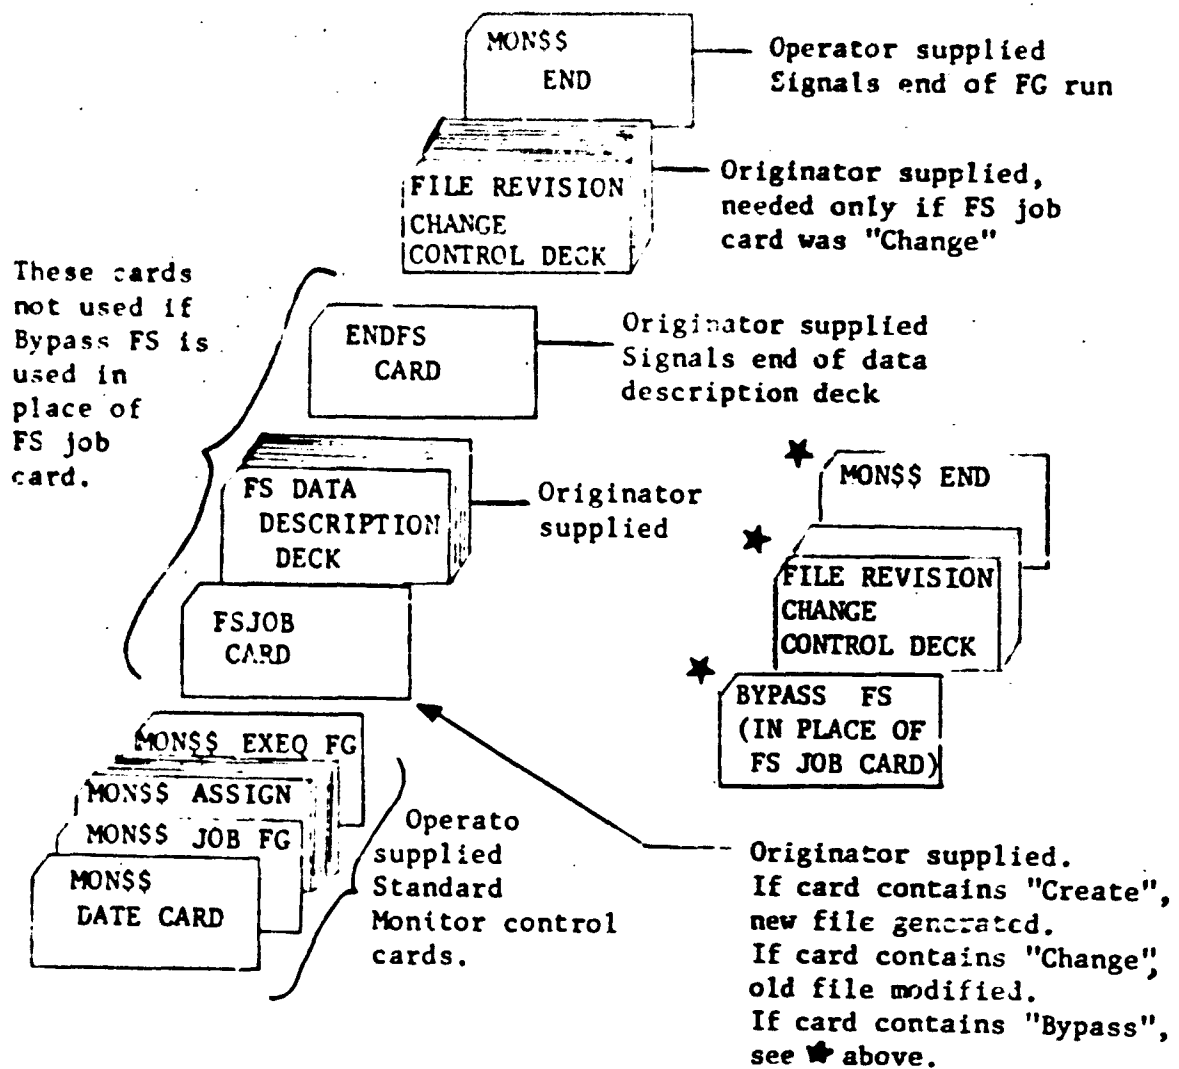 MON$$
END
Operator supplied
Signals end of FG run
FILE REVISION
CHANGE
CONTROL DECK
Originator supplied,
needed only if FS job
card was "Change"
These cards
not used if
Bypass FS is
used in
place of
FS job
card.
ENDFS
CARD
Originator supplied
Signals end of data
description deck
FS DATA
DESCRIPTION
DECK
Originator
supplied
FSJOB
CARD
MON$$ END
FILE REVISION
CHANGE
CONTROL DECK
BYPASS FS
(IN PLACE OF
FS JOB CARD)
MON$$ EXEQ FG
MON$$ ASSIGN
MON$$ JOB FG
MON$$
DATE CARD
Operato
supplied
Standard
Monitor control
cards.
Originator supplied.
If card contains "Create",
new file generated.
If card contains "Change",
old file modified.
If card contains "Bypass",
see ★ above.